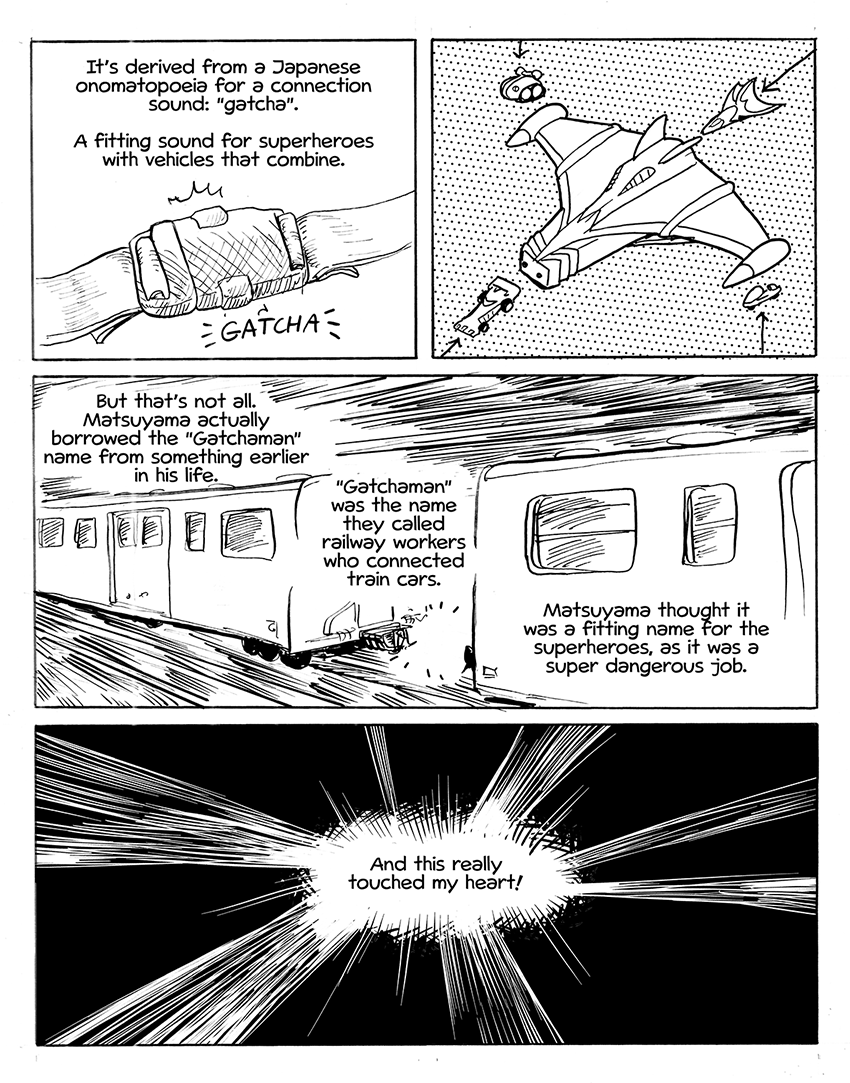 It's derived from a Japanese
onomatopoeia for a connection
sound: "gatcha".
A fitting sound for superheroes
with vehicles that combine.
GATCHA
But that's not all.
Matsuyama actually
borrowed the "Gatchaman"
name from something earlier
in his life.
"Gatchaman"
was the name
they called
railway workers
who connected
train cars.
Matsuyama thought it
was a fitting name for the
superheroes, as it was a
super dangerous job.
And this really
touched my heart!